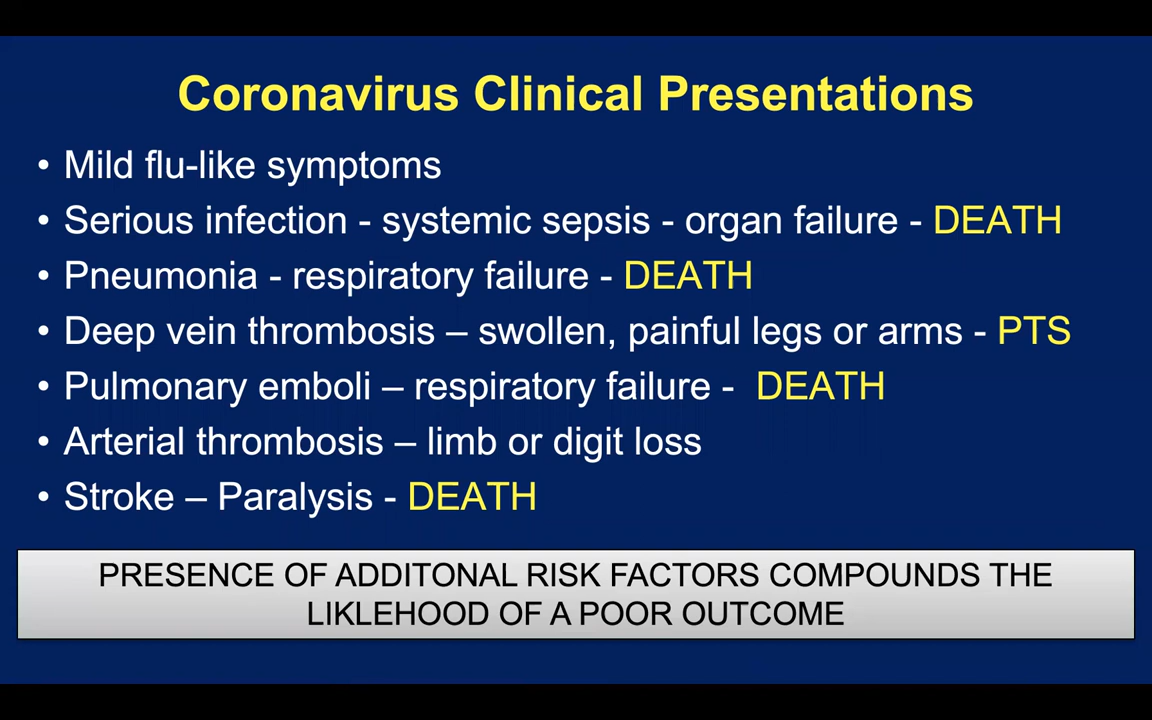 Coronavirus Clinical Presentations
• Mild flu-like symptoms
• Serious infection - systemic sepsis - organ failure - DEATH
• Pneumonia - respiratory failure - DEATH
• Deep vein thrombosis – swollen, painful legs or arms - PTS
• Pulmonary emboli – respiratory failure - DEATH
• Arterial thrombosis – limb or digit loss
• Stroke – Paralysis - DEATH
PRESENCE OF ADDITONAL RISK FACTORS COMPOUNDS THE
LIKLEHOOD OF A POOR OUTCOME